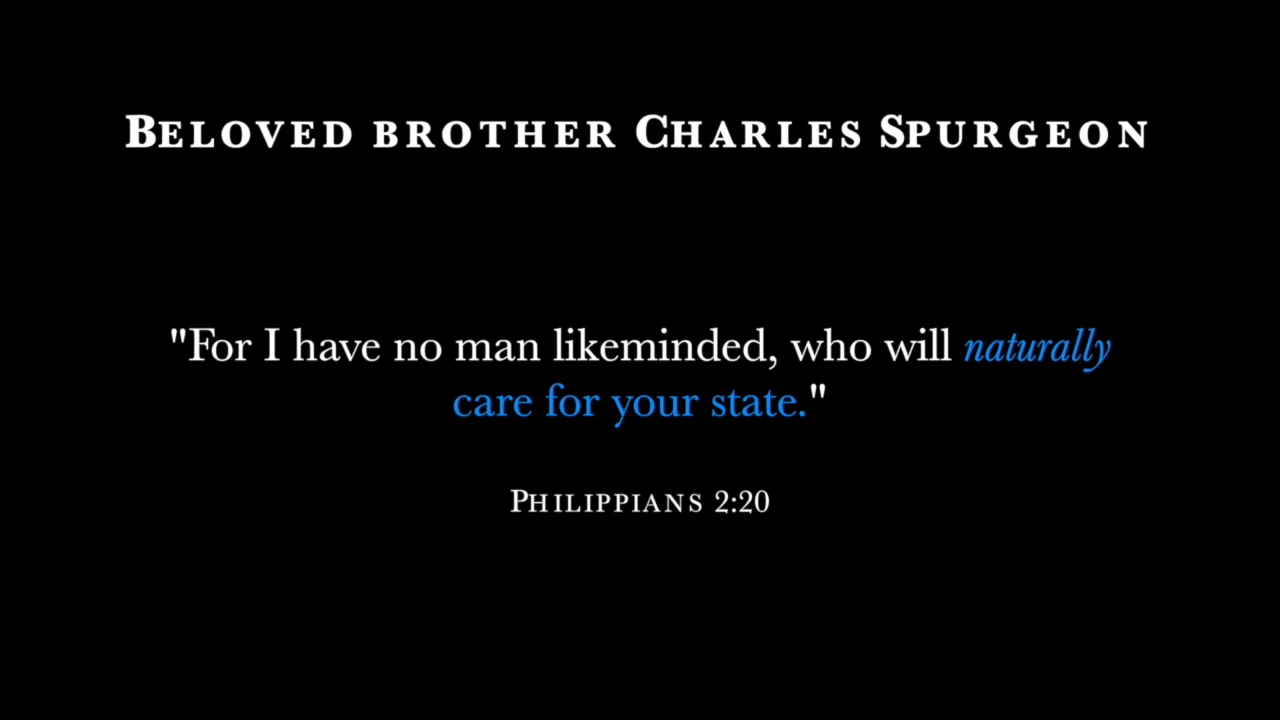 Beloved brother Charles Spurgeon
"For I have no man likeminded, who will naturally
care for your state."
Philippians 2:20